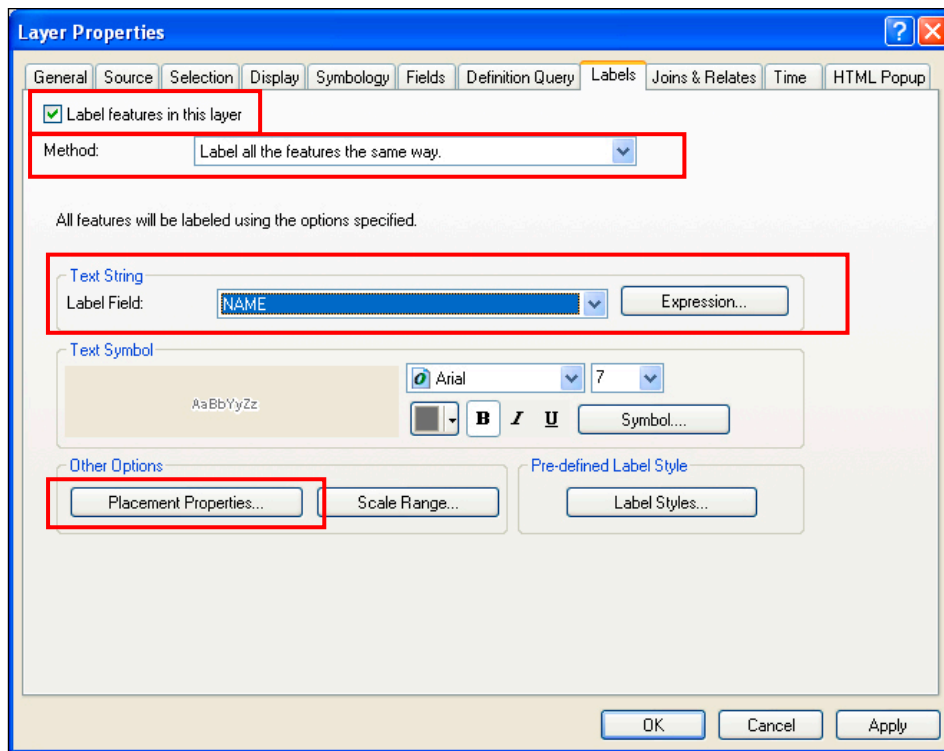 Layer Properties
?
X
General Source Selection Display Symbology Fields Definition Query Labels Joins & Relates Time HTML Popup
Label features in this layer
Method: Label all the features the same way.
All features will be labeled using the options specified.
Text String
Label Field: NAME Expression...
Text Symbol
AaBbYyZz
O Arial 7
B I U Symbol....
Other Options Pre-defined Label Style
Placement Properties... Scale Range... Label Styles...
OK Cancel Apply